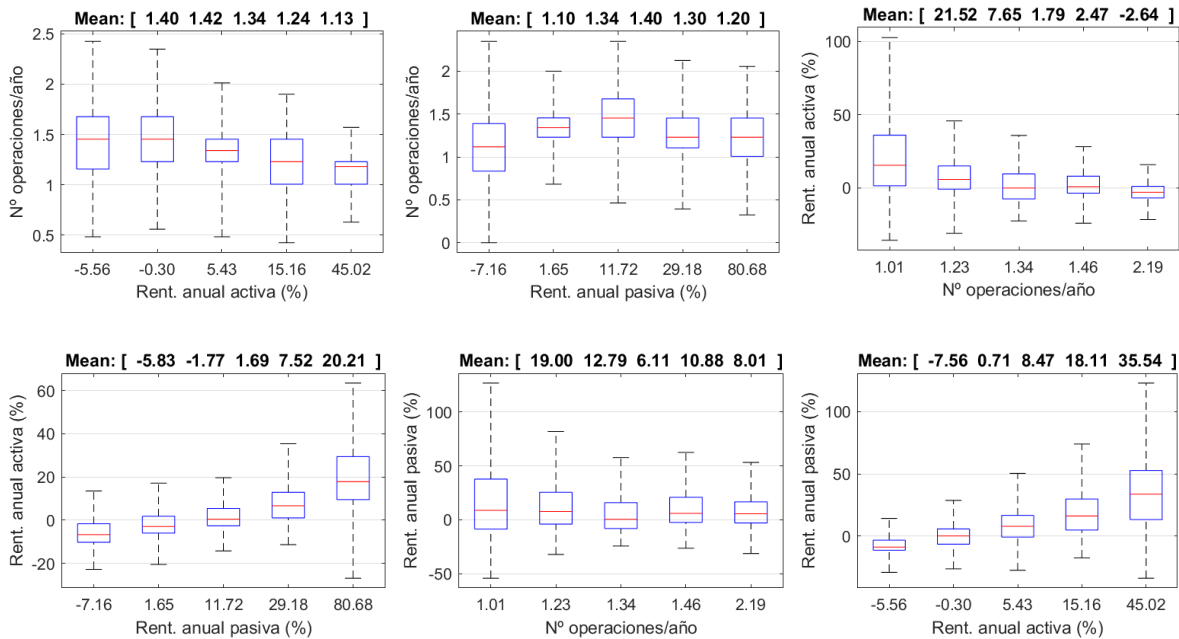 Mean: [ 1.40 1.42 1.34 1.24 1.13 ]
2.5
2
1.5
1
0.5
Nº operaciones/año
-5.56 -0.30 5.43 15.16 45.02
Rent. anual activa (%)
Mean: [ 1.10 1.34 1.40 1.30 1.20 ]
2
1.5
1
0.5
0
Nº operaciones/año
-7.16 1.65 11.72 29.18 80.68
Rent. anual pasiva (%)
Mean: [ 21.52 7.65 1.79 2.47 -2.64 ]
100
50
0
Rent. anual activa (%)
1.01 1.23 1.34 1.46 2.19
Nº operaciones/año
Mean: [ -5.83 -1.77 1.69 7.52 20.21 ]
60
40
20
0
-20
Rent. anual activa (%)
-7.16 1.65 11.72 29.18 80.68
Rent. anual pasiva (%)
Mean: [ 19.00 12.79 6.11 10.88 8.01 ]
100
50
0
-50
Rent. anual pasiva (%)
1.01 1.23 1.34 1.46 2.19
Nº operaciones/año
Mean: [ -7.56 0.71 8.47 18.11 35.54 ]
100
50
0
Rent. anual pasiva (%)
-5.56 -0.30 5.43 15.16 45.02
Rent. anual activa (%)